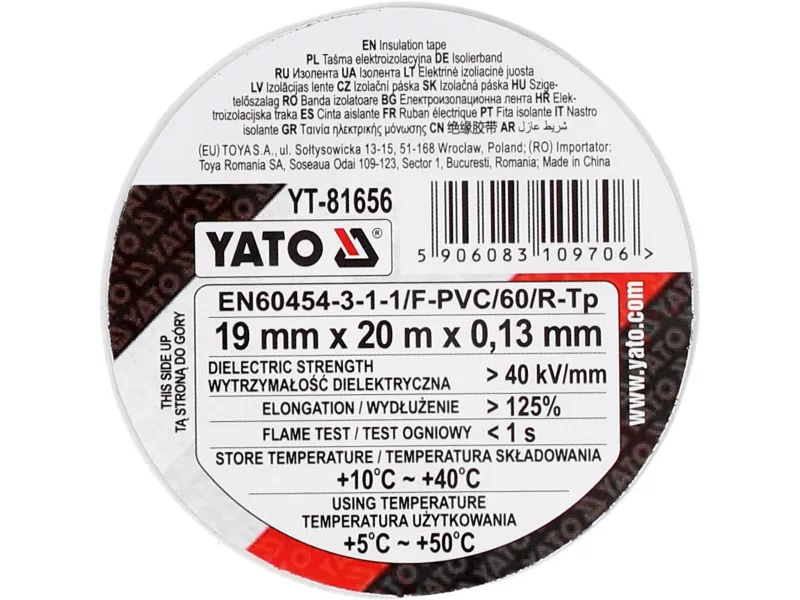 EN Insulation tape
PL Taśma elektroizolacyjna DE Isolierband
RU Изолента UA Ізолента LT Elektrinė izoliacinė juosta
LV Izolācijas lente CZ Izolační páska SK Izolačná páska HU Szige-
telőszalag RO Banda izolatoare BG Електроизолационна лента HR Elek-
troizolacijska traka ES Cinta aislante FR Ruban électrique PT Fita isolante IT Nastro
isolante GR Ταινία ηλεκτρικής μόνωσης CN 绝缘胶带 AR شريط عازل
(EU) TOYA S.A., ul. Sołtysowicka 13-15, 51-168 Wrocław, Poland; (RO) Importator:
Toya Romania SA, Soseaua Odai 109-123, Sector 1, Bucuresti, Romania; Made in China
YT-81656
YATO®
5 906083 109706 >
EN60454-3-1-1/F-PVC/60/R-Tp
19 mm x 20 m x 0,13 mm
DIELECTRIC STRENGTH
WYTRZYMAŁOŚĆ DIELEKTRYCZNA > 40 kV/mm
ELONGATION / WYDŁUŻENIE > 125%
FLAME TEST / TEST OGNIOWY < 1 s
STORE TEMPERATURE / TEMPERATURA SKŁADOWANIA
+10°C ~ +40°C
USING TEMPERATURE
TEMPERATURA UŻYTKOWANIA
+5°C ~ +50°C
THIS SIDE UP
TĄ STRONĄ DO GÓRY
www.yato.com